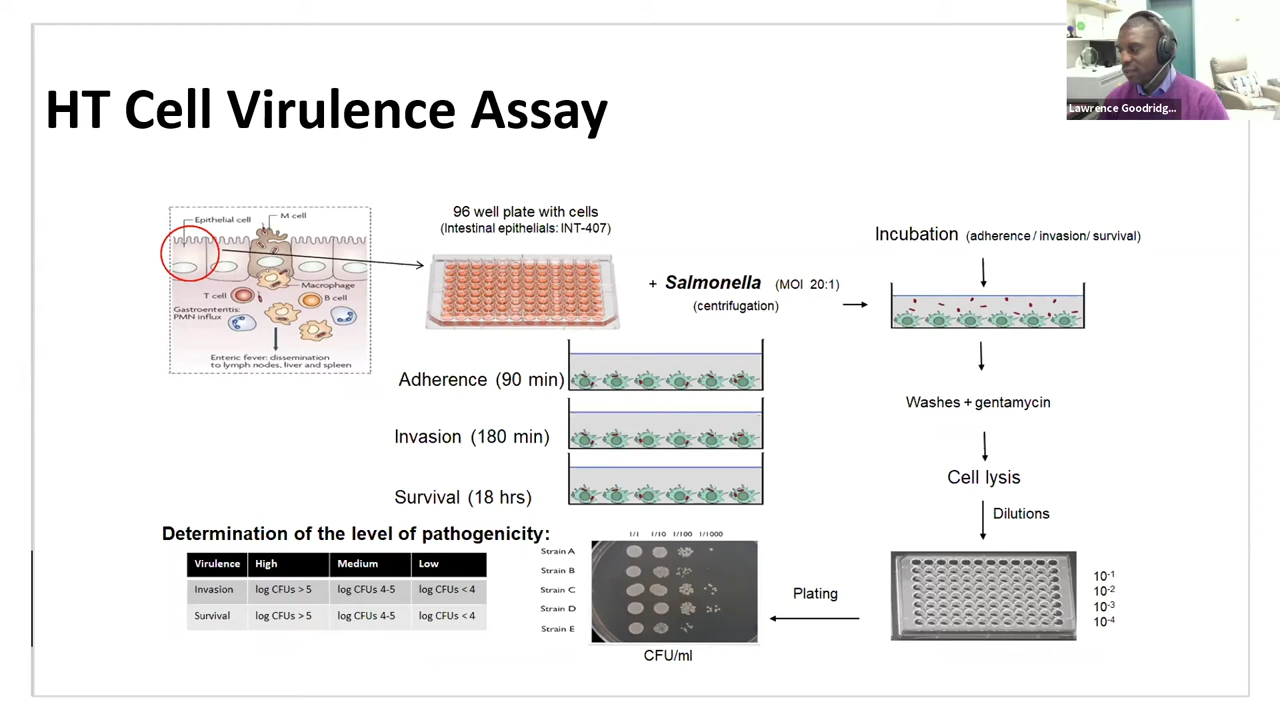 HT Cell Virulence Assay
Lawrence Goodridg...
Epithelial cell
M cell
Macrophage
T cell
B cell
Gastroenteritis:
PMN influx
Enteric fever: dissemination
to lymph nodes, liver and spleen
96 well plate with cells
(Intestinal epithelials: INT-407)
+ Salmonella (MOI 20:1)
(centrifugation)
Incubation (adherence / invasion/ survival)
Adherence (90 min)
Invasion (180 min)
Survival (18 hrs)
Washes + gentamycin
Cell lysis
Dilutions
10-1
10-2
10-3
10-4
Plating
Determination of the level of pathogenicity:
Virulence High Medium Low
Invasion log CFUs > 5 log CFUs 4-5 log CFUs < 4
Survival log CFUs > 5 log CFUs 4-5 log CFUs < 4
1/1 1/10 1/100 1/1000
Strain A
Strain B
Strain C
Strain D
Strain E
CFU/ml